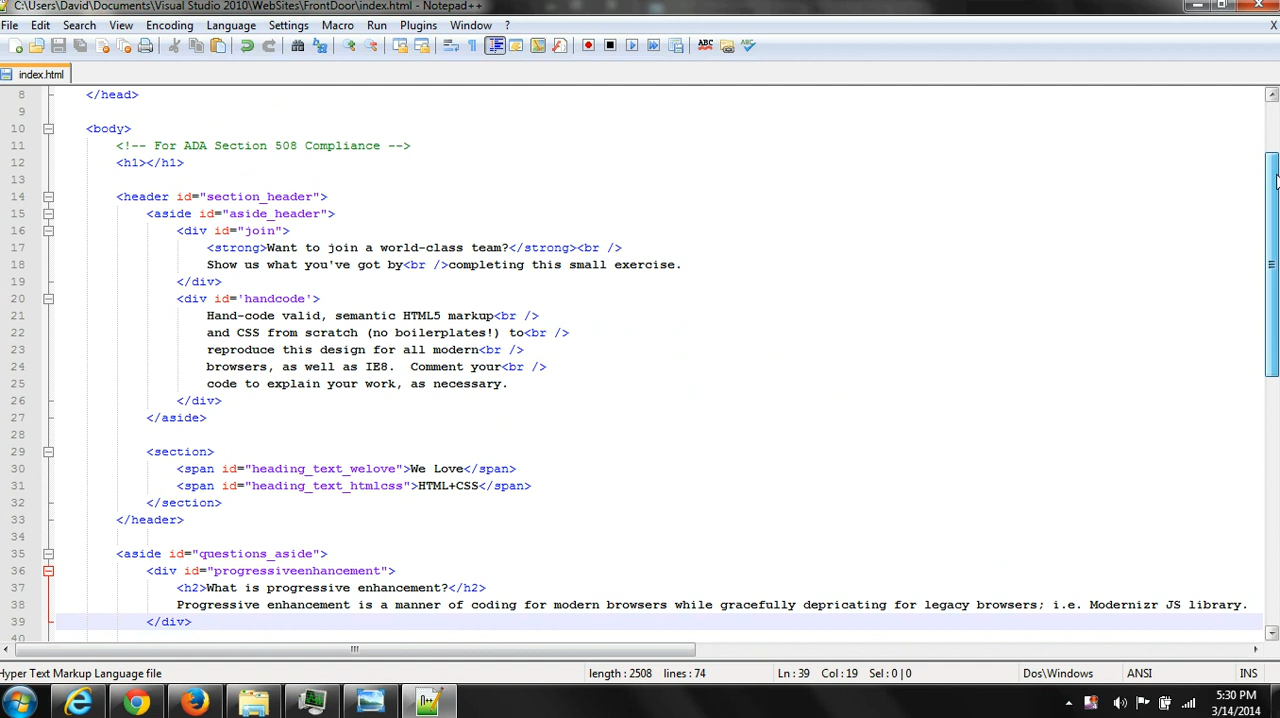 C:\Users\David\Documents\Visual Studio 2010\WebSites\FrontDoor\index.html - Notepad++
File Edit Search View Encoding Language Settings Macro Run Plugins Window ? X
index.html
8 </head>
9
10 <body>
11 <!-- For ADA Section 508 Compliance -->
12 <h1></h1>
13
14 <header id="section_header">
15 <aside id="aside_header">
16 <div id="join">
17 <strong>Want to join a world-class team?</strong><br />
18 Show us what you've got by<br />completing this small exercise.
19 </div>
20 <div id='handcode'>
21 Hand-code valid, semantic HTML5 markup<br />
22 and CSS from scratch (no boilerplates!) to<br />
23 reproduce this design for all modern<br />
24 browsers, as well as IE8.  Comment your<br />
25 code to explain your work, as necessary.
26 </div>
27 </aside>
28
29 <section>
30 <span id="heading_text_welove">We Love</span>
31 <span id="heading_text_htmlcss">HTML+CSS</span>
32 </section>
33 </header>
34
35 <aside id="questions_aside">
36 <div id="progressiveenhancement">
37 <h2>What is progressive enhancement?</h2>
38 Progressive enhancement is a manner of coding for modern browsers while gracefully depricating for legacy browsers; i.e. Modernizr JS library.
39 </div>
40
Hyper Text Markup Language file length : 2508 lines : 74 Ln : 39 Col : 19 Sel : 0 | 0 Dos\Windows ANSI INS
5:30 PM
3/14/2014